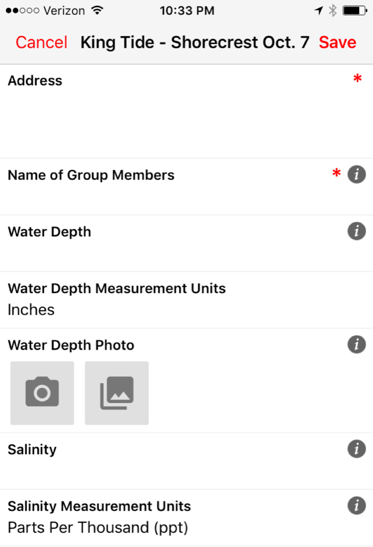 Verizon 10:33 PM
Cancel King Tide - Shorecrest Oct. 7 Save
Address *
Name of Group Members * i
Water Depth i
Water Depth Measurement Units
Inches
Water Depth Photo i
Salinity i
Salinity Measurement Units i
Parts Per Thousand (ppt)